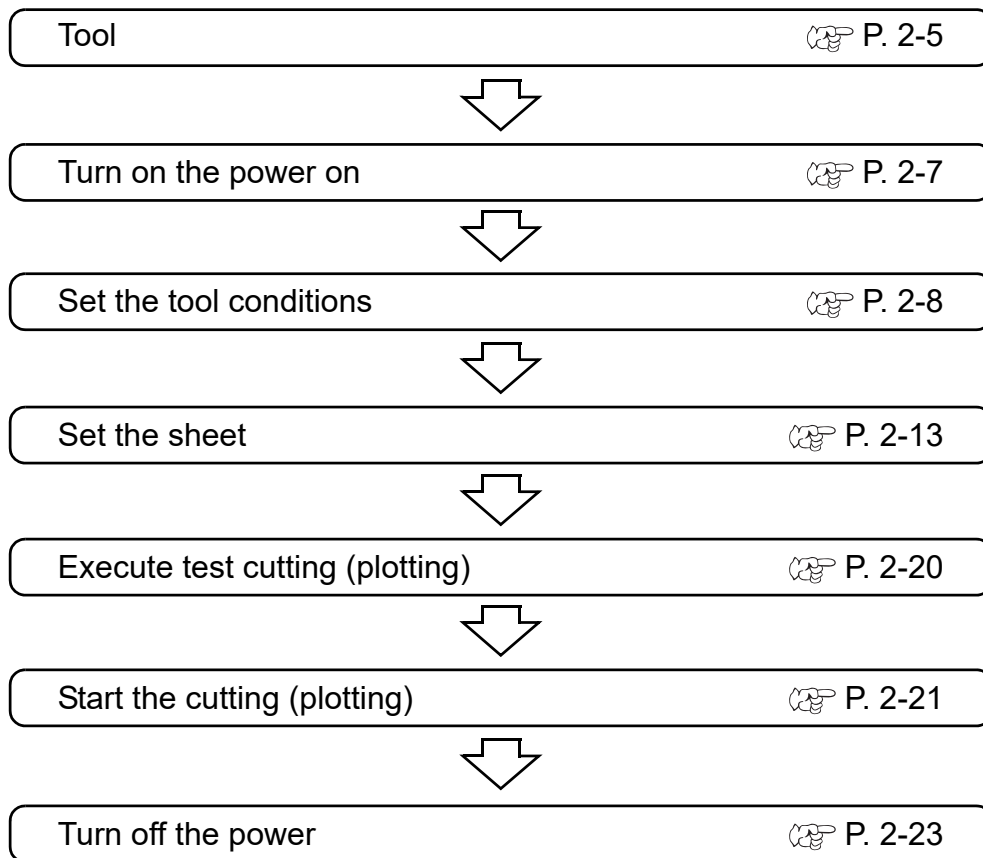 Tool P. 2-5
Turn on the power on P. 2-7
Set the tool conditions P. 2-8
Set the sheet P. 2-13
Execute test cutting (plotting) P. 2-20
Start the cutting (plotting) P. 2-21
Turn off the power P. 2-23